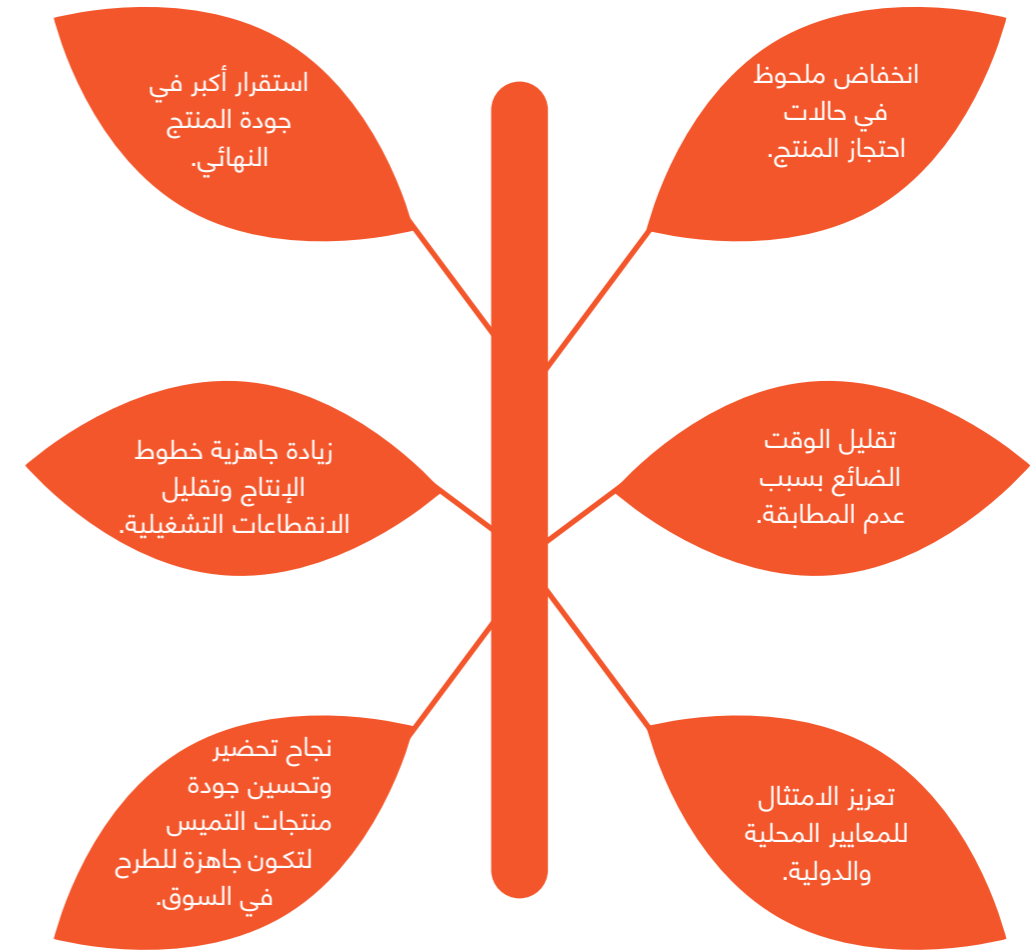 انخفاض ملحوظ
في حالات
احتجاز المنتج.
استقرار أكبر في
جودة المنتج
النهائي.
تقليل الوقت
الضائع بسبب
عدم المطابقة.
زيادة جاهزية خطوط
الإنتاج وتقليل
الانقطاعات التشغيلية.
تعزيز الامتثال
للمعايير المحلية
والدولية.
نجاح تحضير
وتحسين جودة
منتجات التميس
لتكون جاهزة للطرح
في السوق.